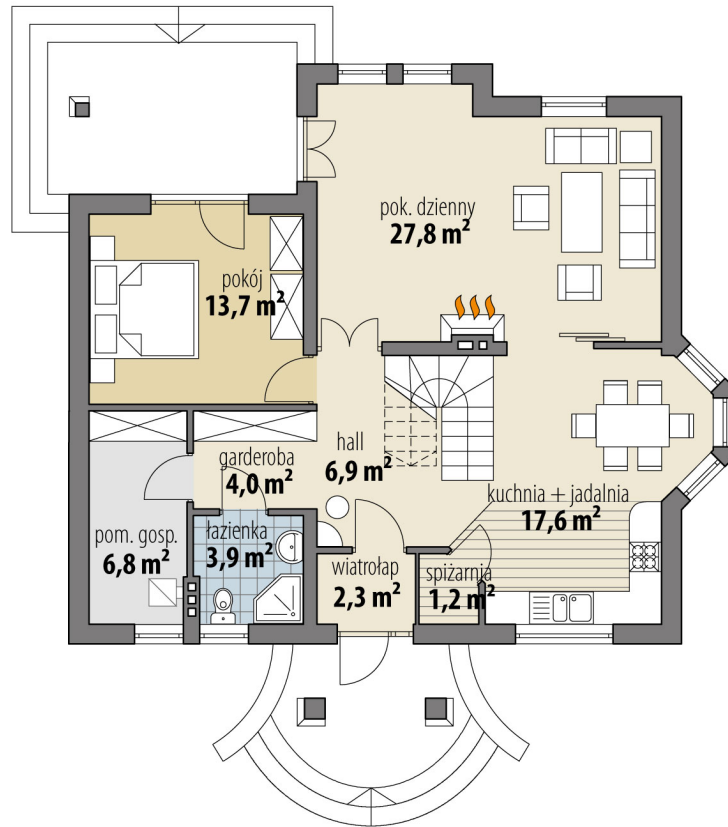 pok. dzienny
27,8 m²
pokój
13,7 m²
hall
6,9 m²
garderoba
4,0 m²
kuchnia + jadalnia
17,6 m²
pom. gosp.
6,8 m²
łazienka
3,9 m²
wiatrołap
2,3 m²
spiżarnia
1,2 m²